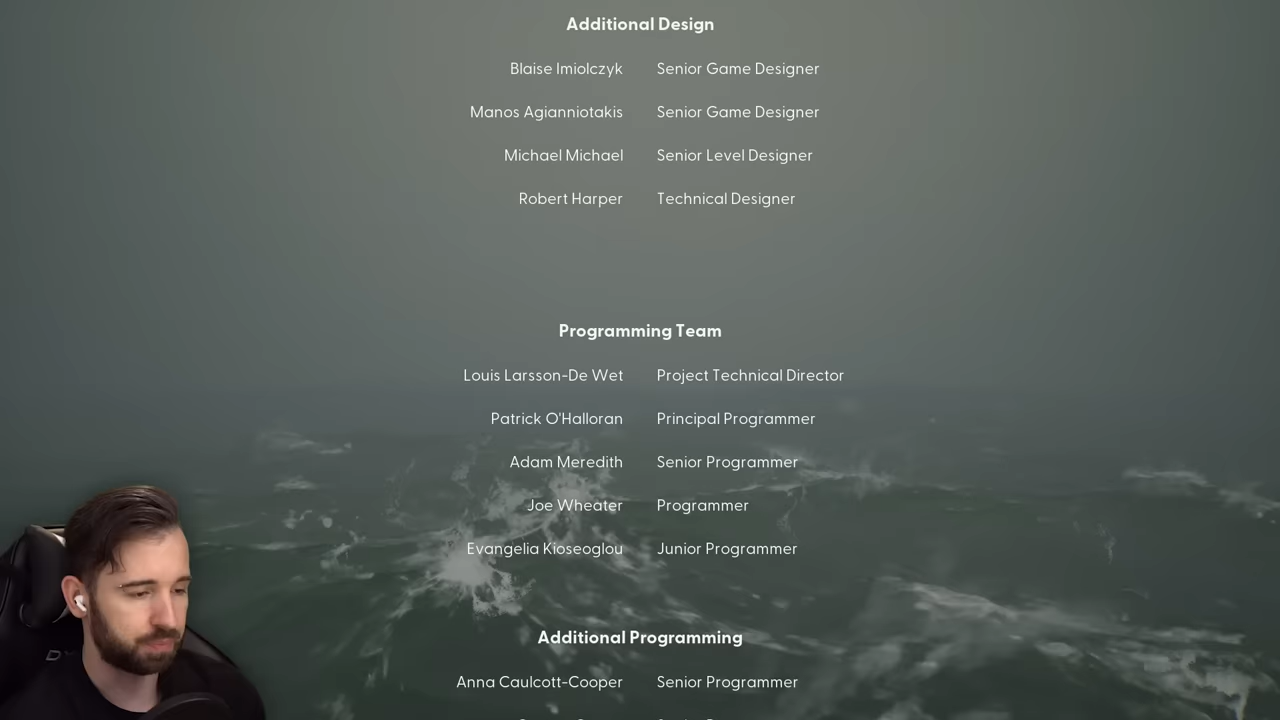 Additional Design
Blaise Imiolczyk Senior Game Designer
Manos Agianniotakis Senior Game Designer
Michael Michael Senior Level Designer
Robert Harper Technical Designer
Programming Team
Louis Larsson-De Wet Project Technical Director
Patrick O'Halloran Principal Programmer
Adam Meredith Senior Programmer
Joe Wheater Programmer
Evangelia Kioseoglou Junior Programmer
Additional Programming
Anna Caulcott-Cooper Senior Programmer